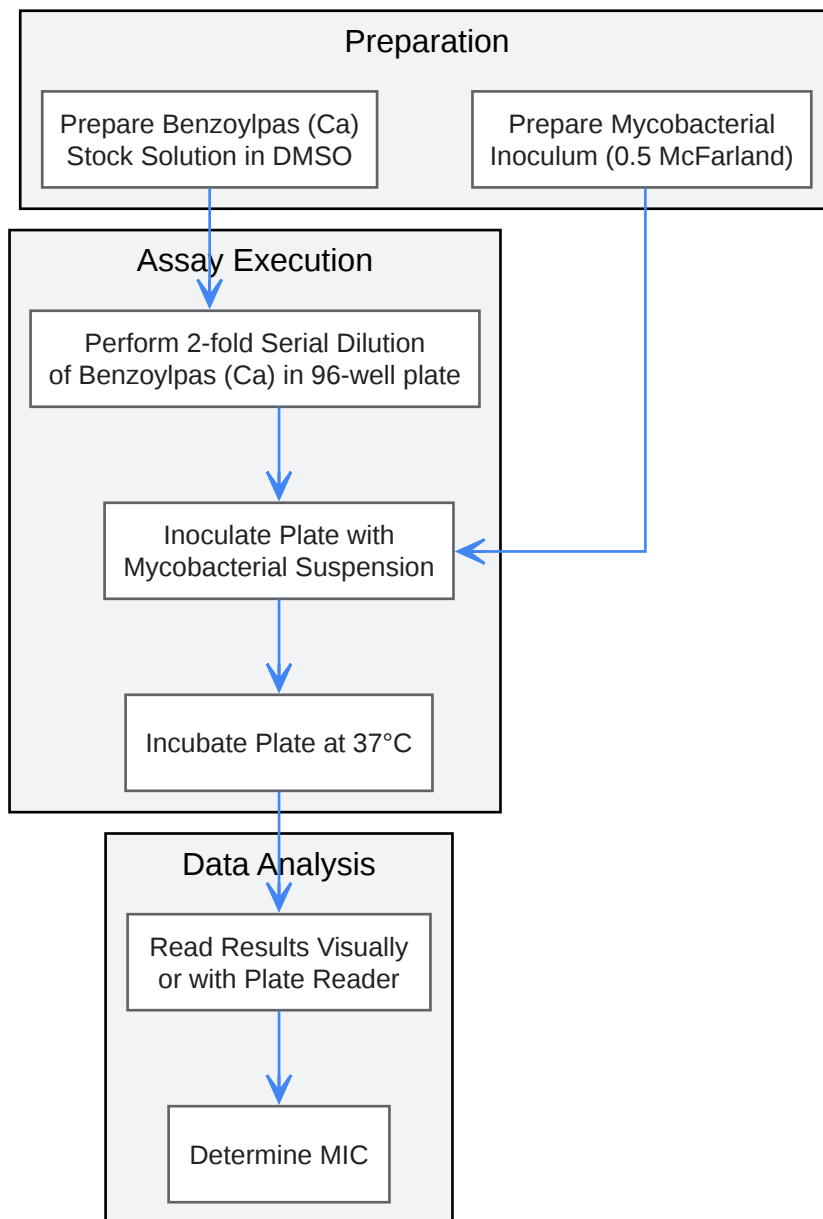 Preparation
Prepare Benzoylpas (Ca)
Stock Solution in DMSO
Prepare Mycobacterial
Inoculum (0.5 McFarland)
Assay Execution
Perform 2-fold Serial Dilution
of Benzoylpas (Ca) in 96-well plate
Inoculate Plate with
Mycobacterial Suspension
Incubate Plate at 37°C
Data Analysis
Read Results Visually
or with Plate Reader
Determine MIC